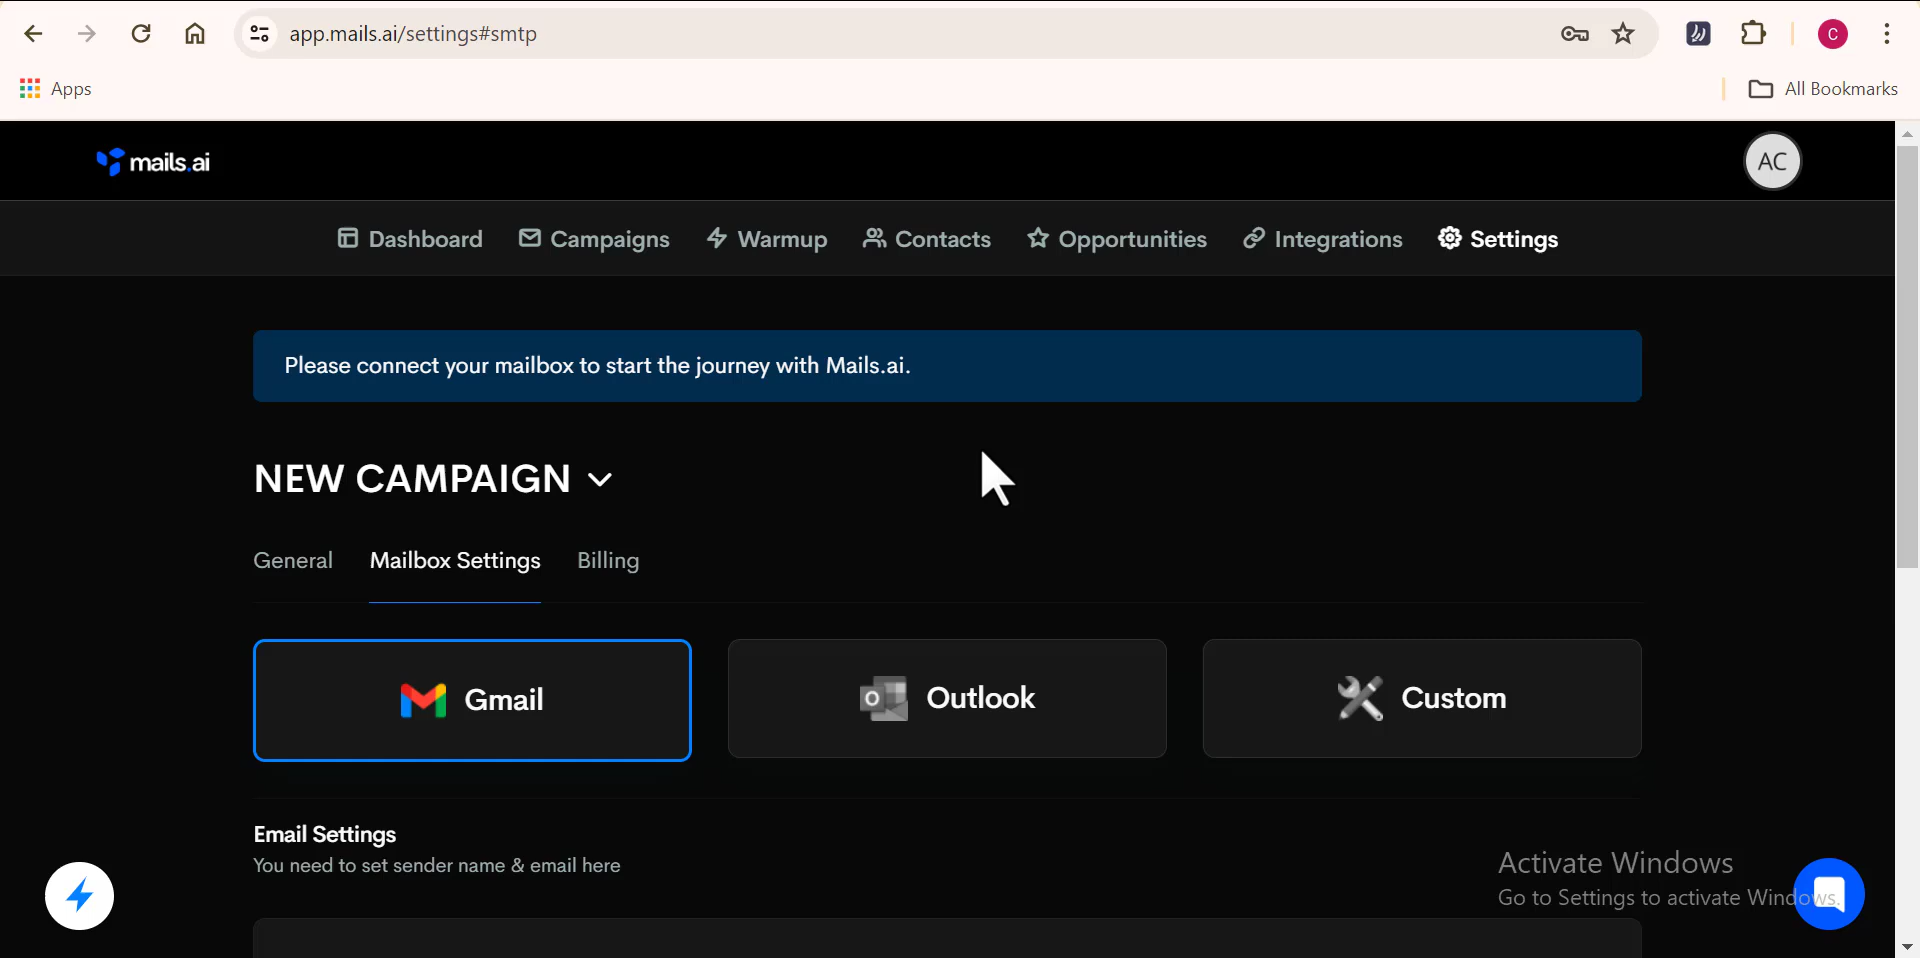 app.mails.ai/settings#smtp
C
Apps
All Bookmarks
mails.ai
AC
Dashboard
Campaigns
Warmup
Contacts
Opportunities
Integrations
Settings
Please connect your mailbox to start the journey with Mails.ai.
NEW CAMPAIGN
General
Mailbox Settings
Billing
Gmail
Outlook
Custom
Email Settings
You need to set sender name & email here
Activate Windows
Go to Settings to activate Windows.